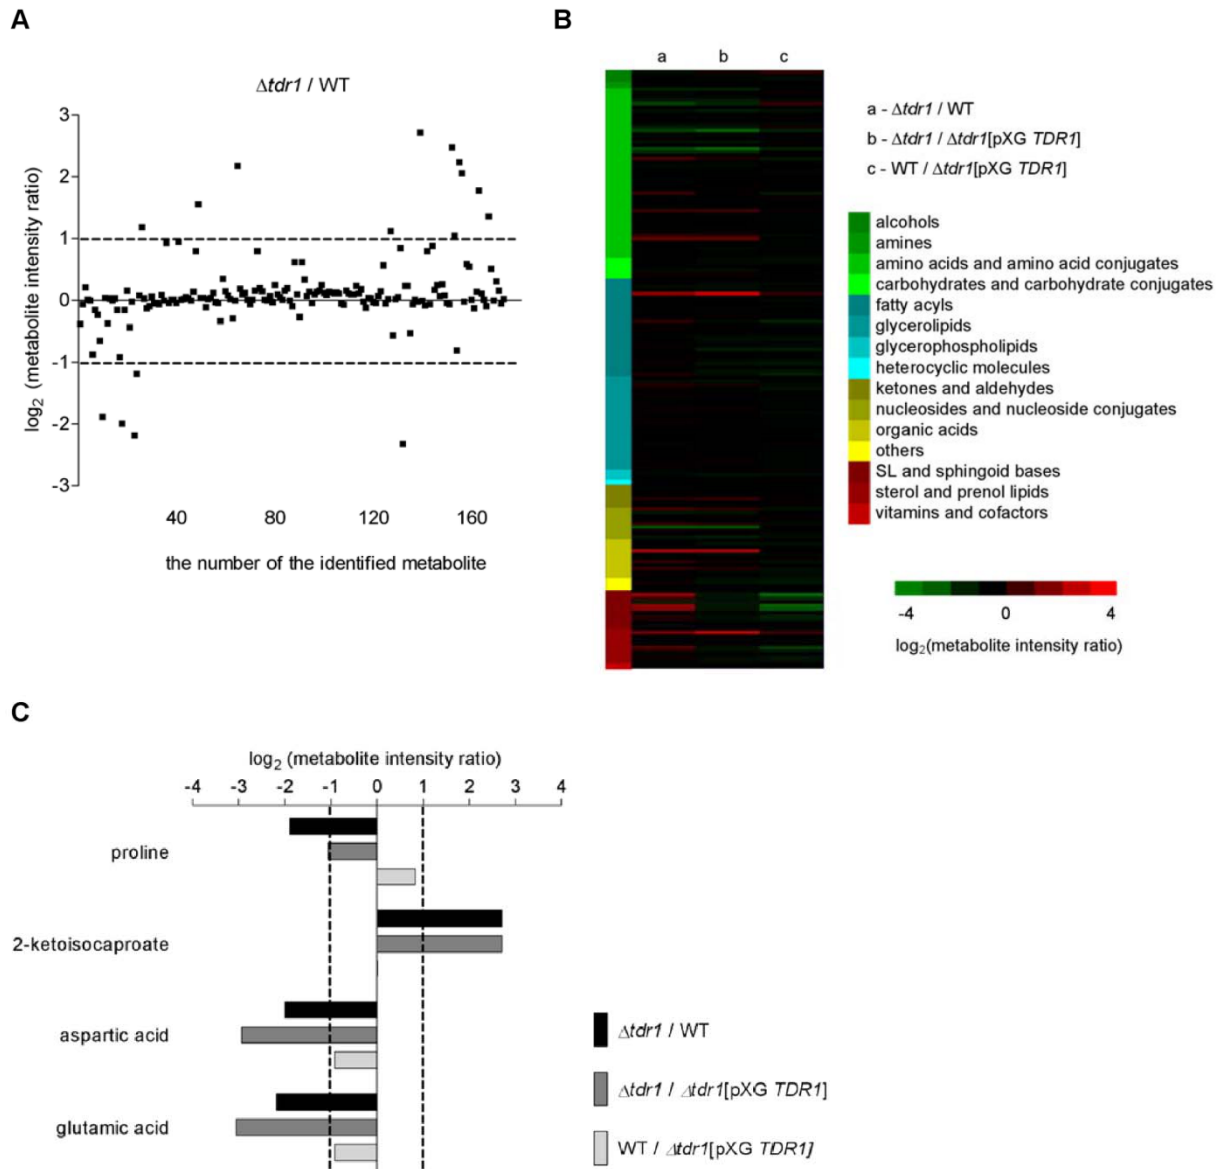 A
Δtdr1 / WT
3
2
1
0
-1
-2
-3
log2 (metabolite intensity ratio)
40 80 120 160
the number of the identified metabolite
B
a b c
a - Δtdr1 / WT
b - Δtdr1 / Δtdr1[pXG TDR1]
c - WT / Δtdr1[pXG TDR1]
alcohols
amines
amino acids and amino acid conjugates
carbohydrates and carbohydrate conjugates
fatty acyls
glycerolipids
glycerophospholipids
heterocyclic molecules
ketones and aldehydes
nucleosides and nucleoside conjugates
organic acids
others
SL and sphingoid bases
sterol and prenol lipids
vitamins and cofactors
-4 0 4
log2(metabolite intensity ratio)
C
log2 (metabolite intensity ratio)
-4 -3 -2 -1 0 1 2 3 4
proline
2-ketoisocaproate
aspartic acid
glutamic acid
Δtdr1 / WT
Δtdr1 / Δtdr1[pXG TDR1]
WT / Δtdr1[pXG TDR1]